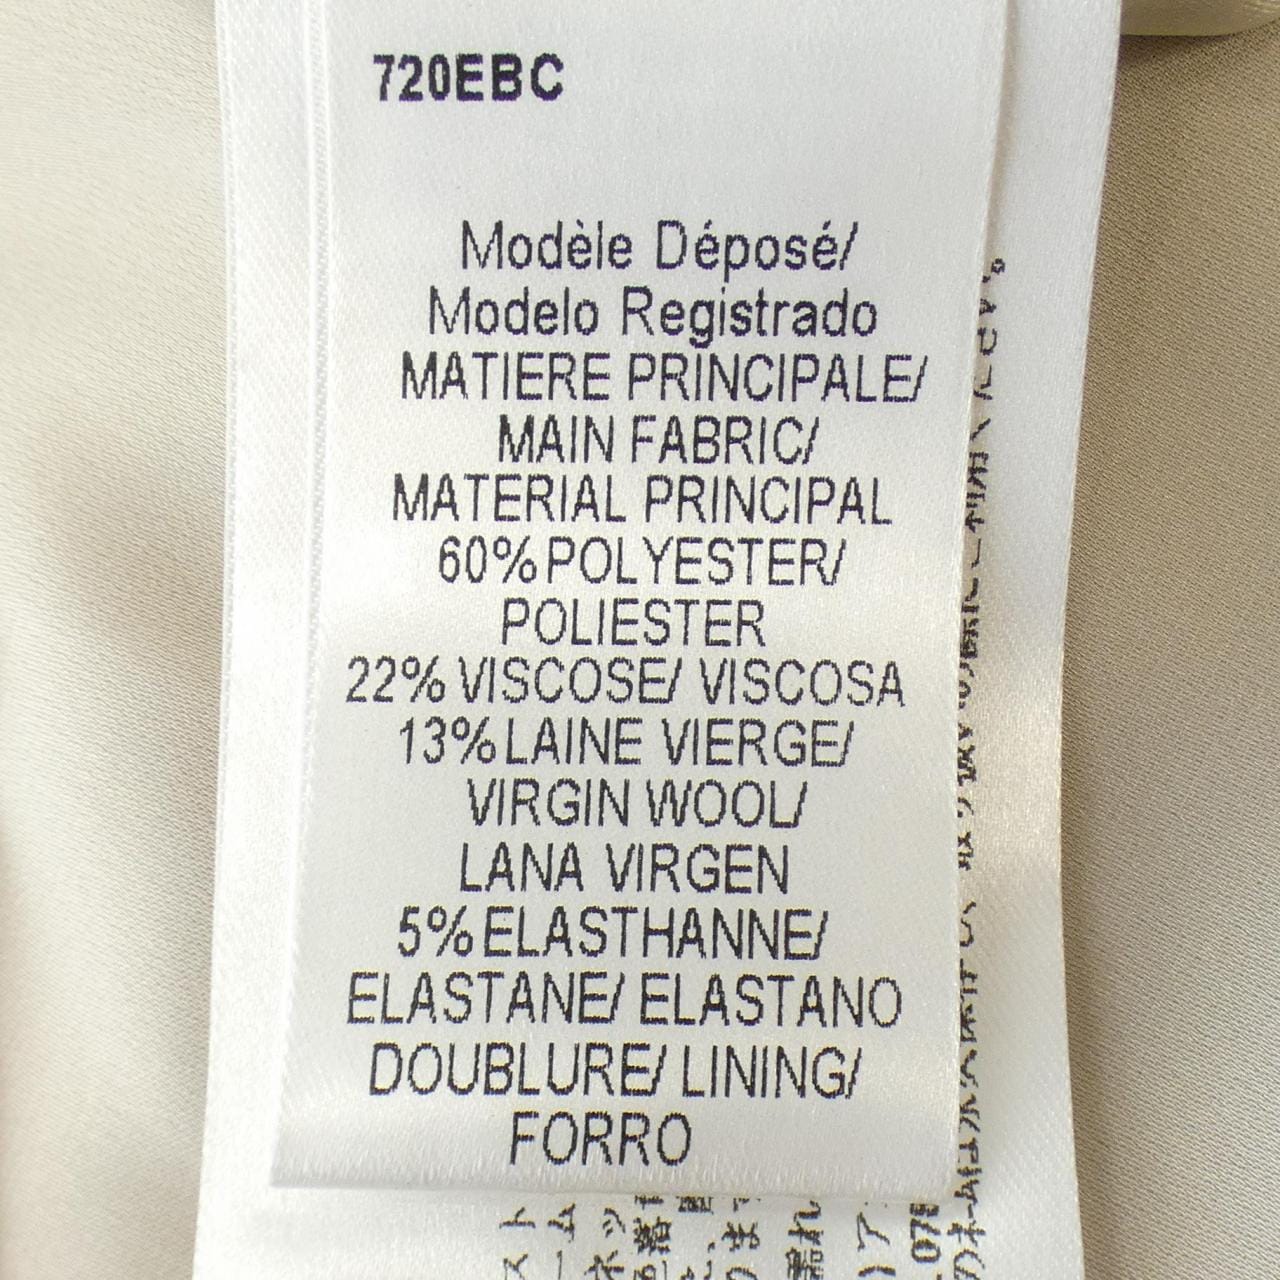 720EBC
Modèle Déposé/
Modelo Registrado
MATIERE PRINCIPALE/
MAIN FABRIC/
MATERIAL PRINCIPAL
60% POLYESTER/
POLIESTER
22% VISCOSE/ VISCOSA
13% LAINE VIERGE/
VIRGIN WOOL/
LANA VIRGEN
5% ELASTHANNE/
ELASTANE/ ELASTANO
DOUBLURE/ LINING/
FORRO